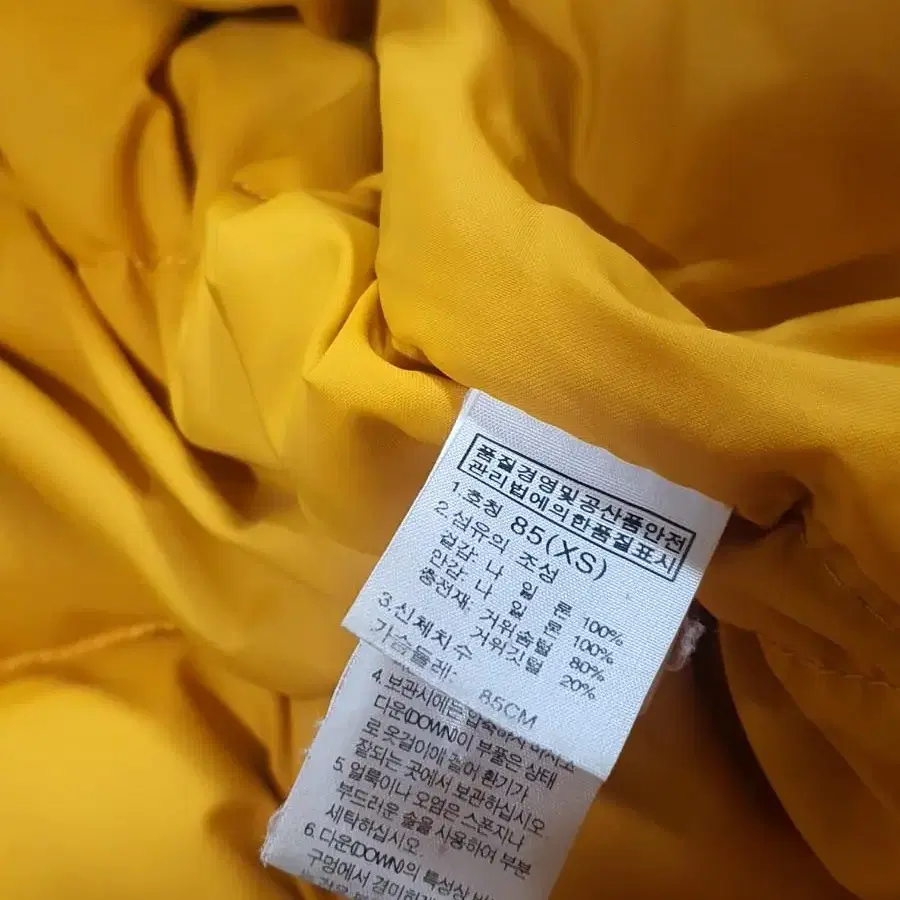 품질경영및공산품안전
관리법에의한품질표시
1.호칭 85(XS)
2.섬유의 조성
겉감: 나 일 론 100%
안감: 나 일 론 100%
충전재: 거위솜털 80%
거위깃털 20%
3.신체치수
가슴둘레: 85CM
4.보관시에는
다운(DOWN)이 부풀은 상태
로 옷걸이에 걸어 환기가
잘되는 곳에서 보관하십시오
5. 얼룩이나 오염은 스폰지나
부드러운 솔을 사용하여 부분
세탁하십시오
6.다운(DOWN)의 특성상
구멍에서